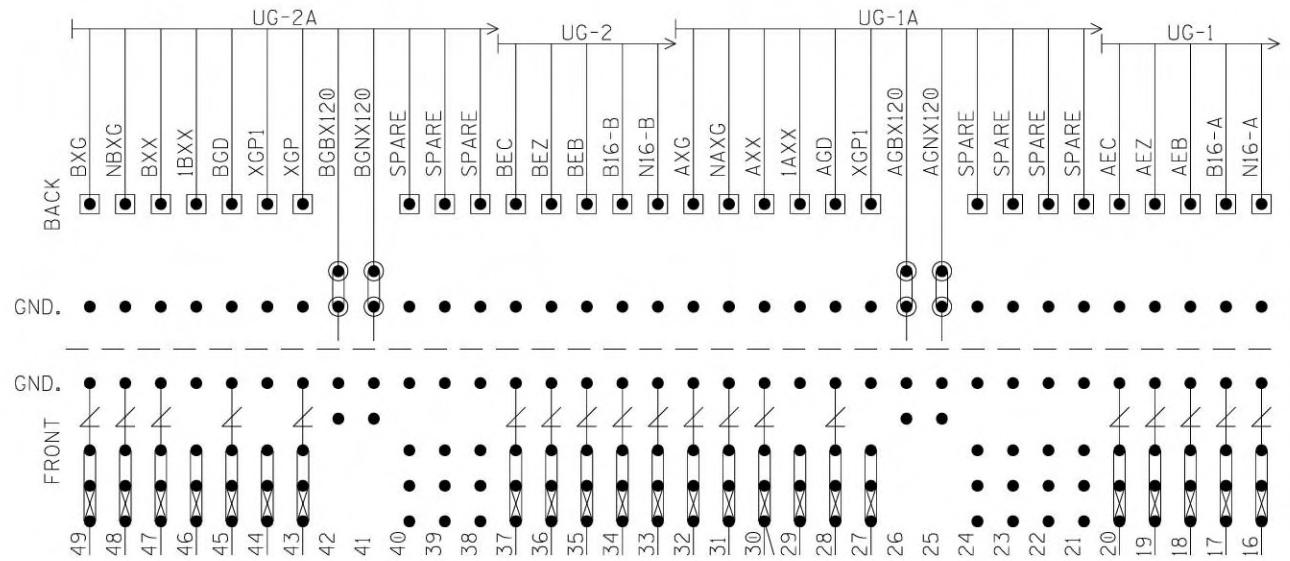 UG-2A UG-2 UG-1A UG-1
BXG NBXG BXX 1BXX BGD XGP1 XGP BGBX120 BGNX120 SPARE SPARE SPARE BEC BEZ BEB B16-B N16-B AXG NAXG AXX 1AXX AGD XGP1 AGBX120 AGNX120 SPARE SPARE SPARE SPARE AEC AEZ AEB B16-A N16-A
BACK
GND.
GND.
FRONT
49 48 47 46 45 44 43 42 41 40 39 38 37 36 35 34 33 32 31 30 29 28 27 26 25 24 23 22 21 20 19 18 17 16